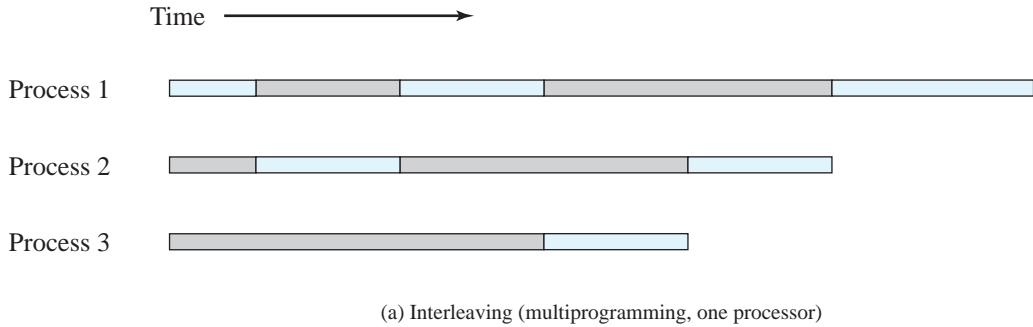 Time
Process 1
Process 2
Process 3
(a) Interleaving (multiprogramming, one processor)